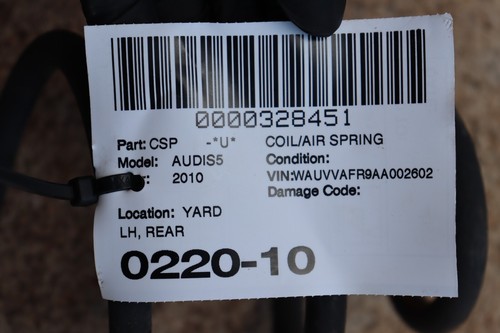 0000328451
Part: CSP -*U* COIL/AIR SPRING
Model: AUDIS5 Condition:
: 2010 VIN:WAUVVAFR9AA002602
Damage Code:
Location: YARD
LH, REAR
0220-10